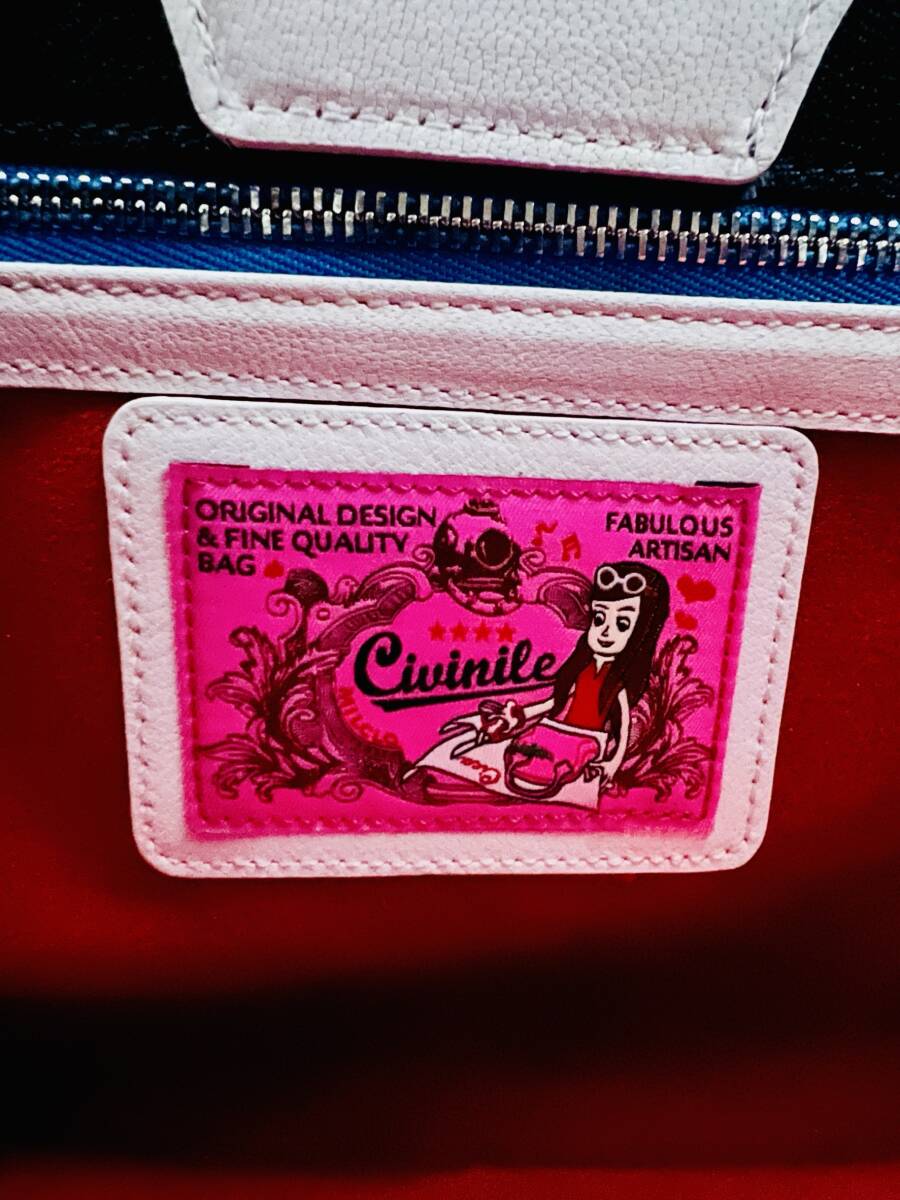 ORIGINAL DESIGN
& FINE QUALITY
BAG
FABULOUS
ARTISAN
Civinile